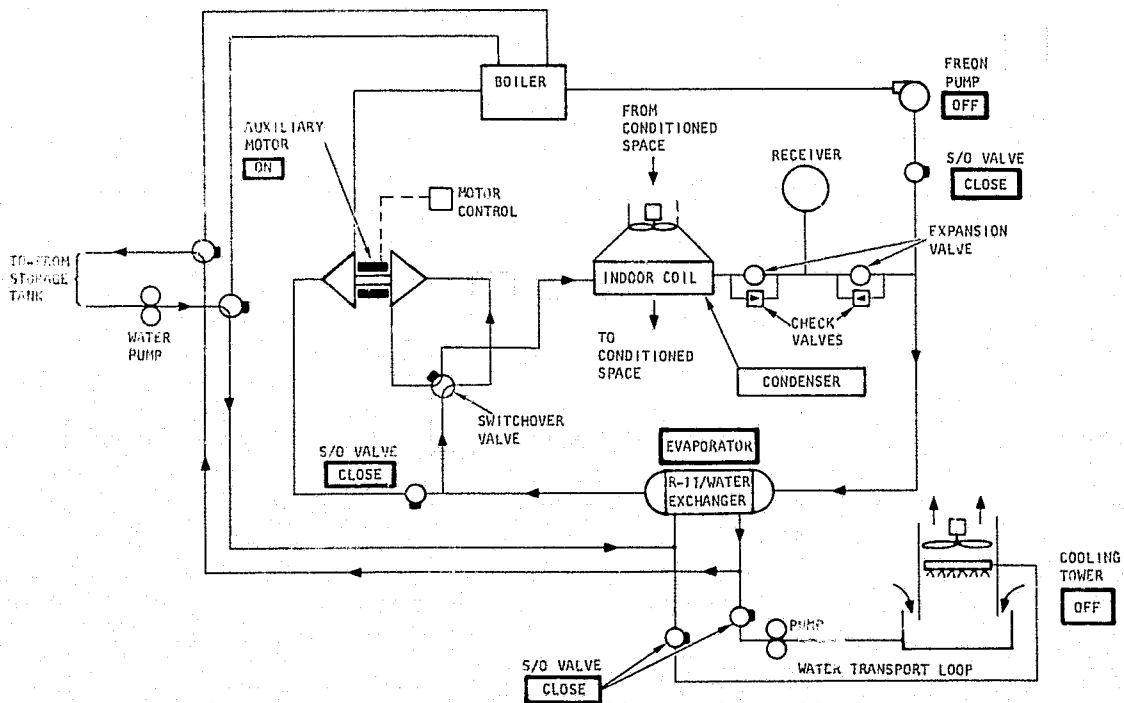 BOILER
FREON
PUMP
OFF
AUXILIARY
MOTOR
ON
MOTOR
CONTROL
FROM
CONDITIONED
SPACE
RECEIVER
S/O VALVE
CLOSE
EXPANSION
VALVE
TO-FROM
STORAGE
TANK
WATER
PUMP
INDOOR COIL
CHECK
VALVES
TO
CONDITIONED
SPACE
CONDENSER
SWITCHOVER
VALVE
S/O VALVE
CLOSE
EVAPORATOR
R-11/WATER
EXCHANGER
COOLING
TOWER
OFF
PUMP
WATER TRANSPORT LOOP
S/O VALVE
CLOSE